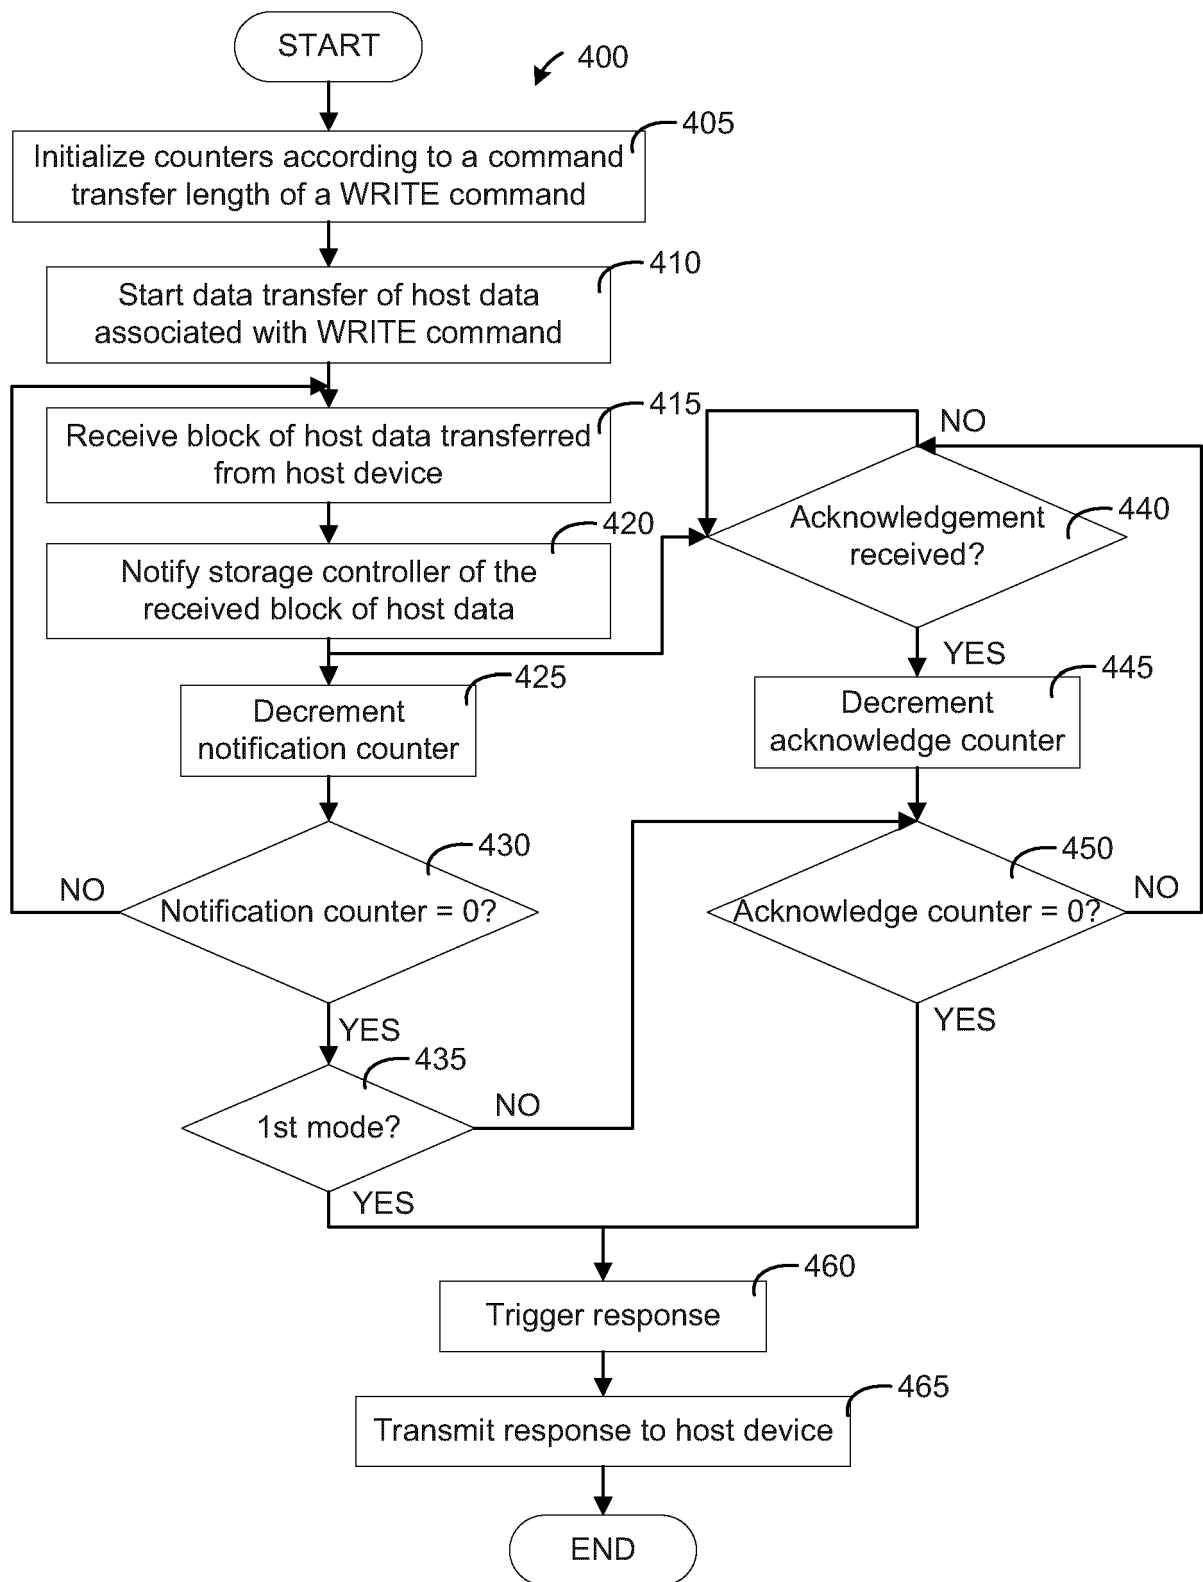 START
400
405
Initialize counters according to a command
transfer length of a WRITE command
410
Start data transfer of host data
associated with WRITE command
415
Receive block of host data transferred
from host device
420
Notify storage controller of the
received block of host data
425
Decrement
notification counter
430
NO
Notification counter = 0?
YES
435
1st mode?
NO
YES
NO
440
Acknowledgement
received?
YES
445
Decrement
acknowledge counter
450
NO
Acknowledge counter = 0?
YES
460
Trigger response
465
Transmit response to host device
END